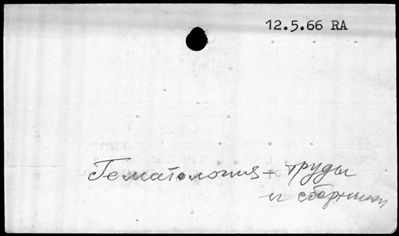 12.5.66 RA
Гематология + труды
и сборники